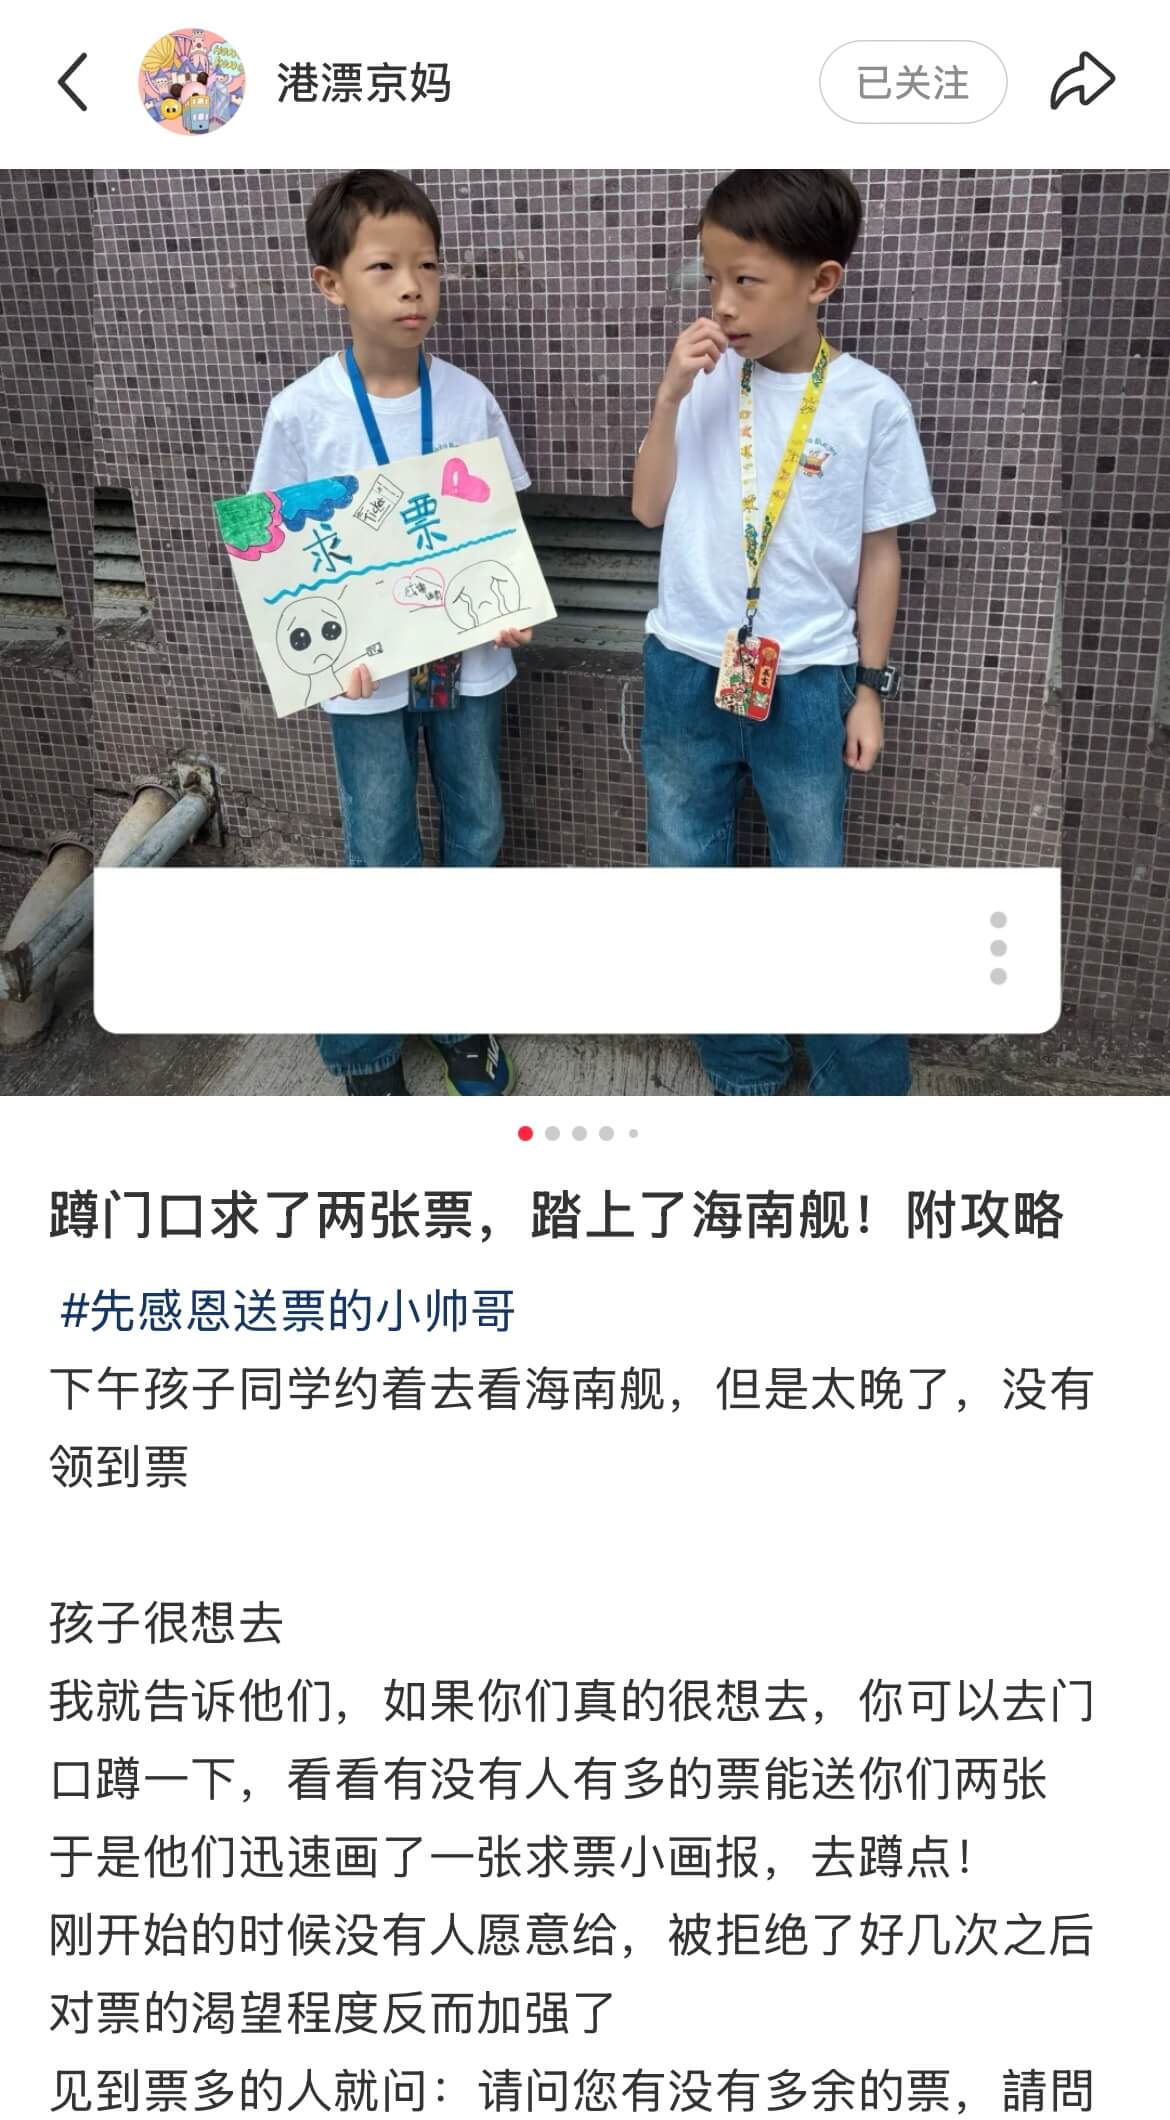 港漂京妈
已关注
求票
Ticket
蹲门口求了两张票，踏上了海南舰！附攻略
#先感恩送票的小帅哥
下午孩子同学约着去看海南舰，但是太晚了，没有
领到票
孩子很想去
我就告诉他们，如果你们真的很想去，你可以去门
口蹲一下，看看有没有人有多的票能送你们两张
于是他们迅速画了一张求票小画报，去蹲点！
刚开始的时候没有人愿意给，被拒绝了好几次之后
对票的渴望程度反而加强了
见到票多的人就问：请问您有没有多余的票，請問